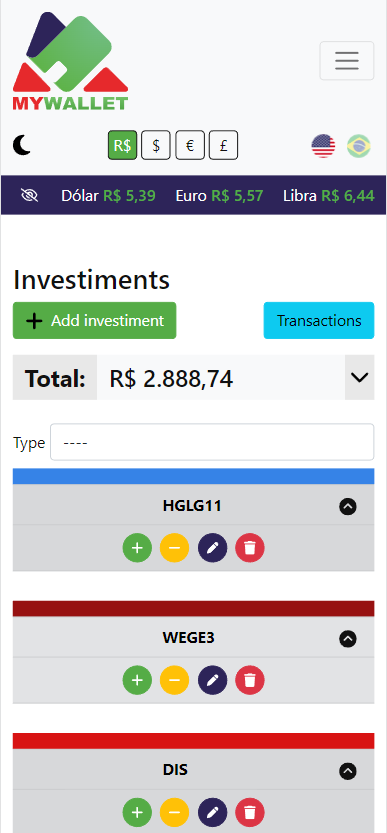 MYWALLET
R$ $ € £
Dólar R$ 5,39 Euro R$ 5,57 Libra R$ 6,44
Investiments
Add investiment Transactions
Total: R$ 2.888,74
Type ----
HGLG11
WEGE3
DIS